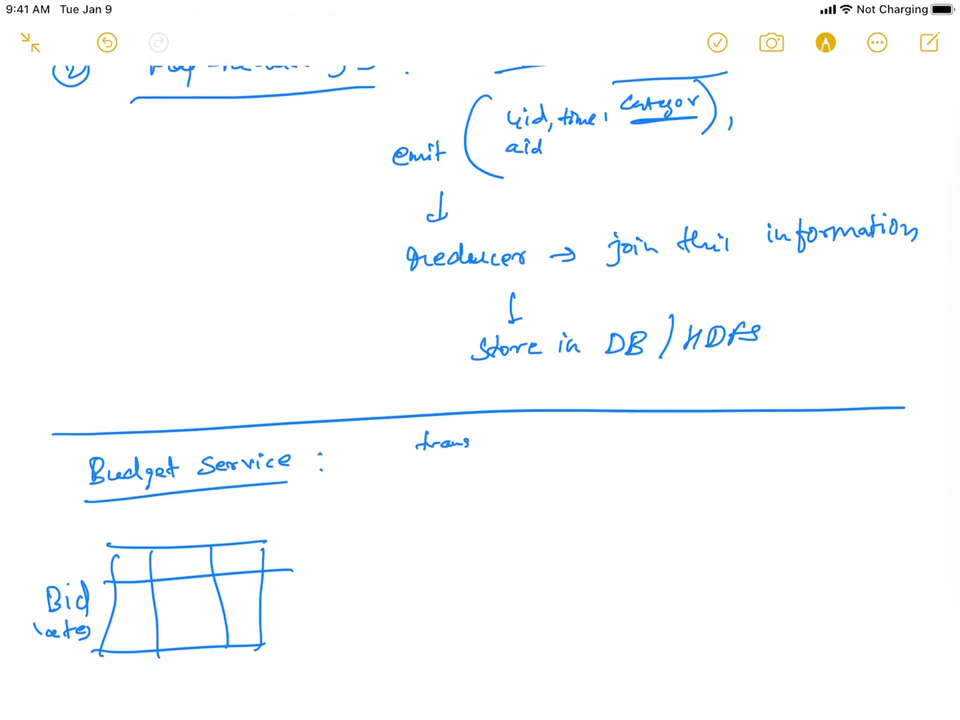 9:41 AM Tue Jan 9
Not Charging
2
emit ( uid, time, categor ),
aid
reducer → join this information
store in DB / HDFS
Budget service :
trans
Bid